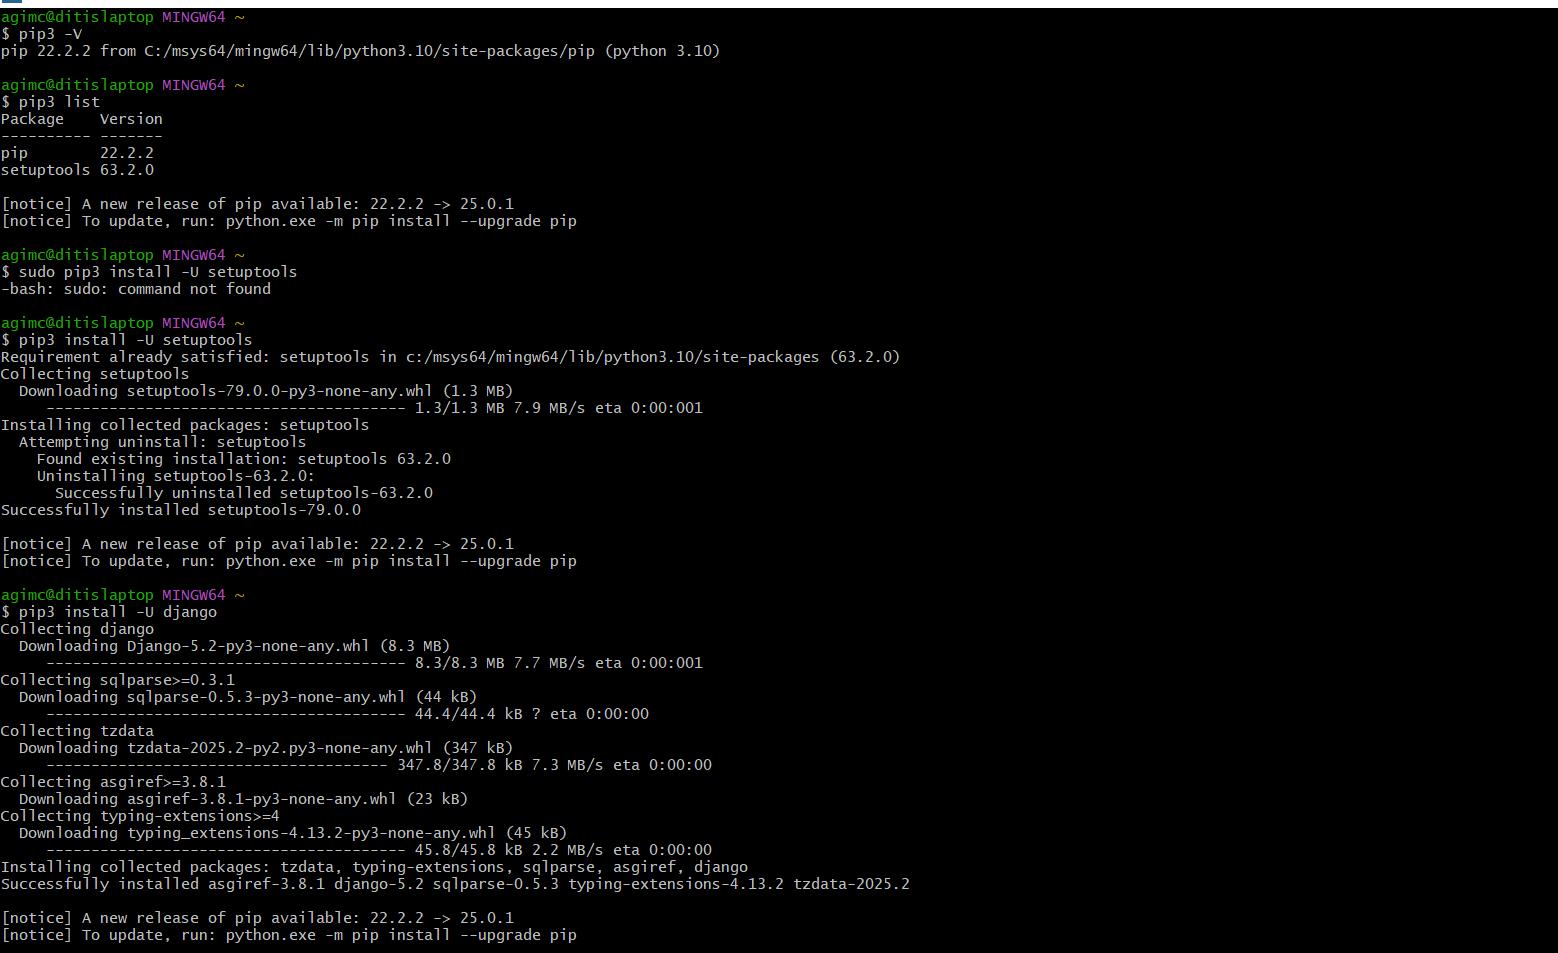 agimc@ditislaptop MINGW64 ~
$ pip3 -V
pip 22.2.2 from C:/msys64/mingw64/lib/python3.10/site-packages/pip (python 3.10)

agimc@ditislaptop MINGW64 ~
$ pip3 list
Package    Version
---------- -------
pip        22.2.2
setuptools 63.2.0

[notice] A new release of pip available: 22.2.2 -> 25.0.1
[notice] To update, run: python.exe -m pip install --upgrade pip

agimc@ditislaptop MINGW64 ~
$ sudo pip3 install -U setuptools
-bash: sudo: command not found

agimc@ditislaptop MINGW64 ~
$ pip3 install -U setuptools
Requirement already satisfied: setuptools in c:/msys64/mingw64/lib/python3.10/site-packages (63.2.0)
Collecting setuptools
  Downloading setuptools-79.0.0-py3-none-any.whl (1.3 MB)
     ---------------------------------------- 1.3/1.3 MB 7.9 MB/s eta 0:00:001
Installing collected packages: setuptools
  Attempting uninstall: setuptools
    Found existing installation: setuptools 63.2.0
    Uninstalling setuptools-63.2.0:
      Successfully uninstalled setuptools-63.2.0
Successfully installed setuptools-79.0.0

[notice] A new release of pip available: 22.2.2 -> 25.0.1
[notice] To update, run: python.exe -m pip install --upgrade pip

agimc@ditislaptop MINGW64 ~
$ pip3 install -U django
Collecting django
  Downloading Django-5.2-py3-none-any.whl (8.3 MB)
     ---------------------------------------- 8.3/8.3 MB 7.7 MB/s eta 0:00:001
Collecting sqlparse>=0.3.1
  Downloading sqlparse-0.5.3-py3-none-any.whl (44 kB)
     ---------------------------------------- 44.4/44.4 kB ? eta 0:00:00
Collecting tzdata
  Downloading tzdata-2025.2-py2.py3-none-any.whl (347 kB)
     -------------------------------------- 347.8/347.8 kB 7.3 MB/s eta 0:00:00
Collecting asgiref>=3.8.1
  Downloading asgiref-3.8.1-py3-none-any.whl (23 kB)
Collecting typing-extensions>=4
  Downloading typing_extensions-4.13.2-py3-none-any.whl (45 kB)
     ---------------------------------------- 45.8/45.8 kB 2.2 MB/s eta 0:00:00
Installing collected packages: tzdata, typing-extensions, sqlparse, asgiref, django
Successfully installed asgiref-3.8.1 django-5.2 sqlparse-0.5.3 typing-extensions-4.13.2 tzdata-2025.2

[notice] A new release of pip available: 22.2.2 -> 25.0.1
[notice] To update, run: python.exe -m pip install --upgrade pip